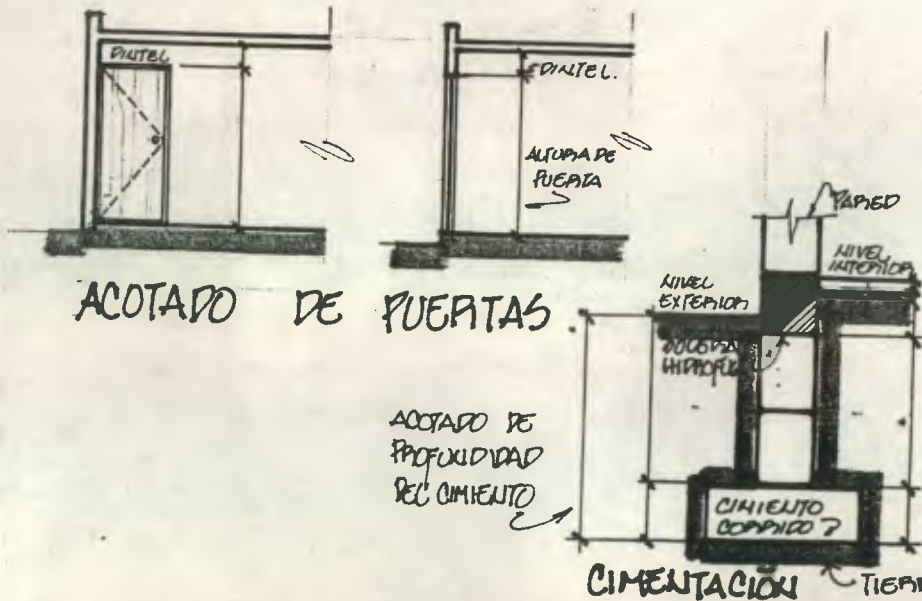 DINTEL
DINTEL.
ALTURA DE
PUERTA
PARED
NIVEL
INTERIOR
NIVEL
EXTERIOR
ACOTADO DE PUERTAS
SOLERA
ACOTADO DE
PROFUNDIDAD
DEL CIMIENTO
CIMIENTO
CORRIDO
CIMENTACION